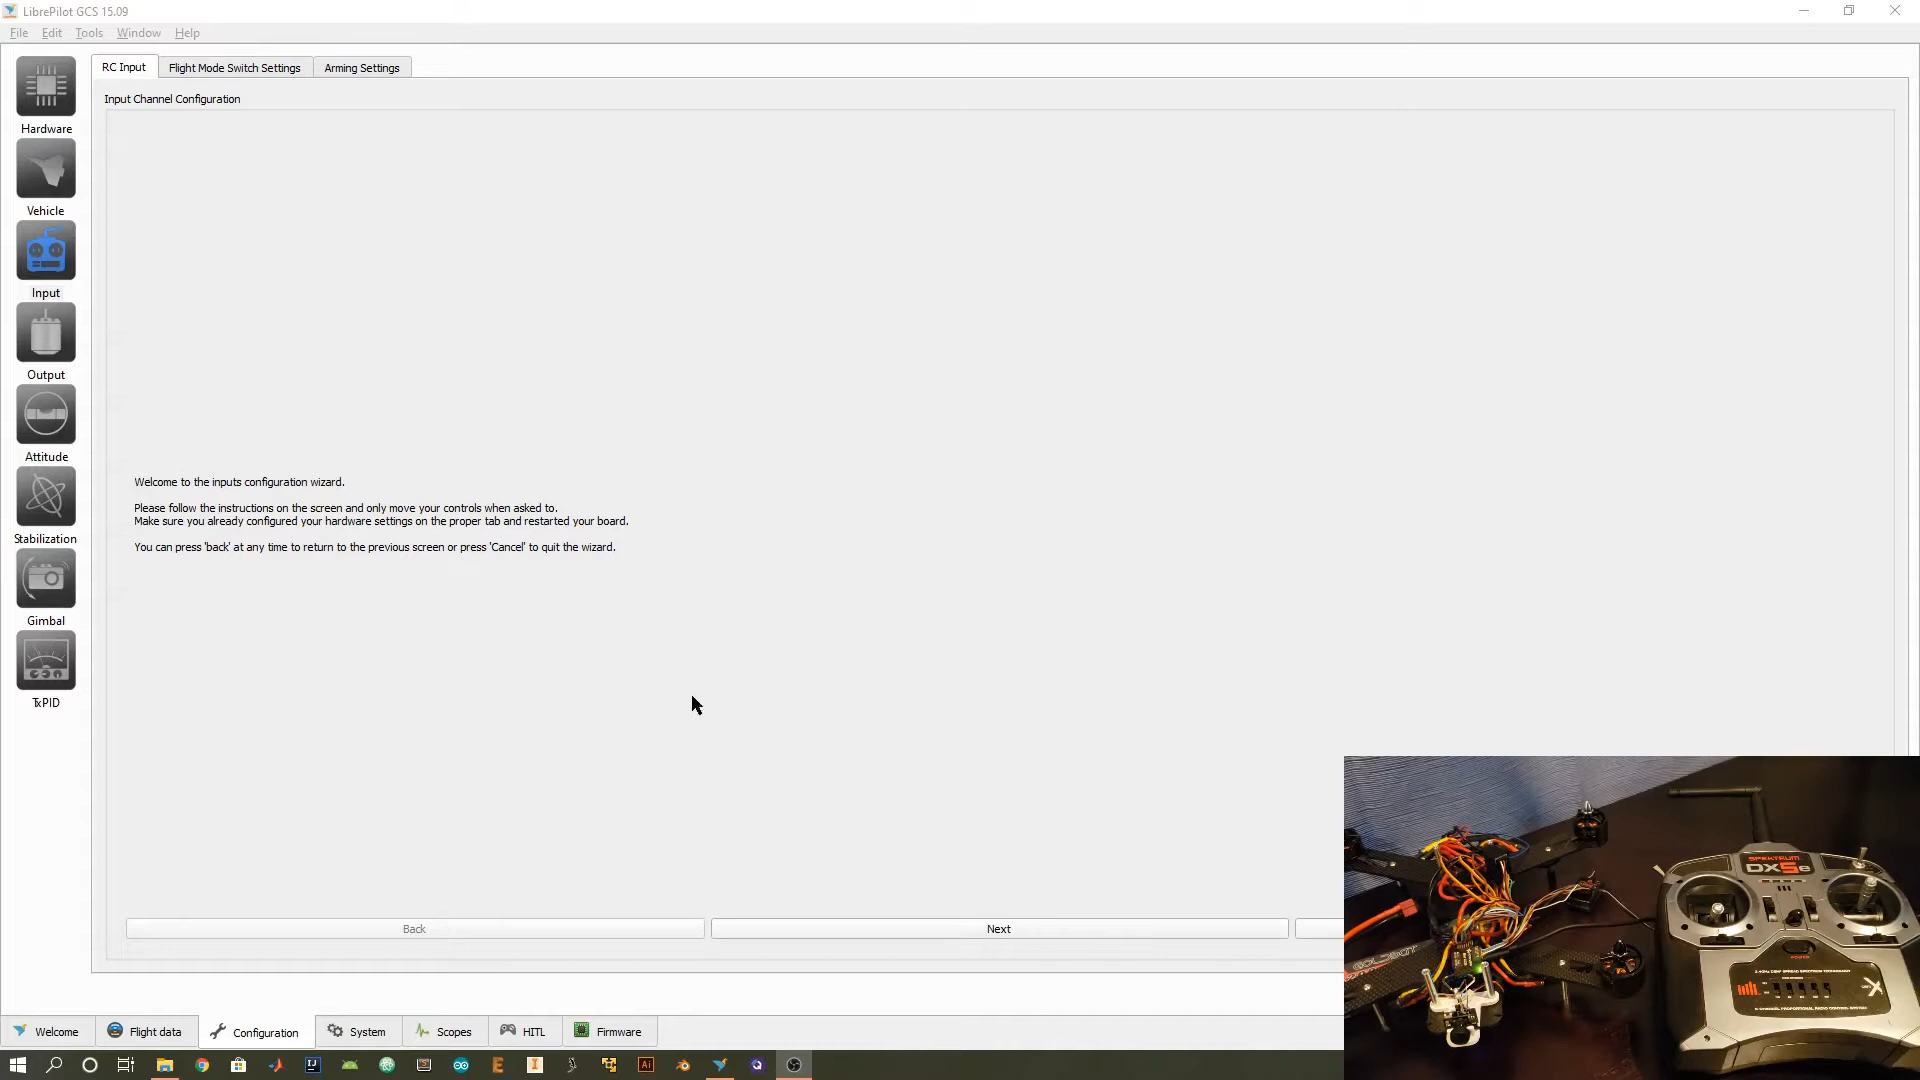 LibrePilot GCS 15.09
File Edit Tools Window Help
RC Input Flight Mode Switch Settings Arming Settings
Input Channel Configuration
Hardware
Vehicle
Input
Output
Attitude
Stabilization
Gimbal
TxPID
Welcome to the inputs configuration wizard.
Please follow the instructions on the screen and only move your controls when asked to.
Make sure you already configured your hardware settings on the proper tab and restarted your board.
You can press 'back' at any time to return to the previous screen or press 'Cancel' to quit the wizard.
Back Next
Welcome Flight data Configuration System Scopes HITL Firmware
SPEKTRUM
DX5e
POWER